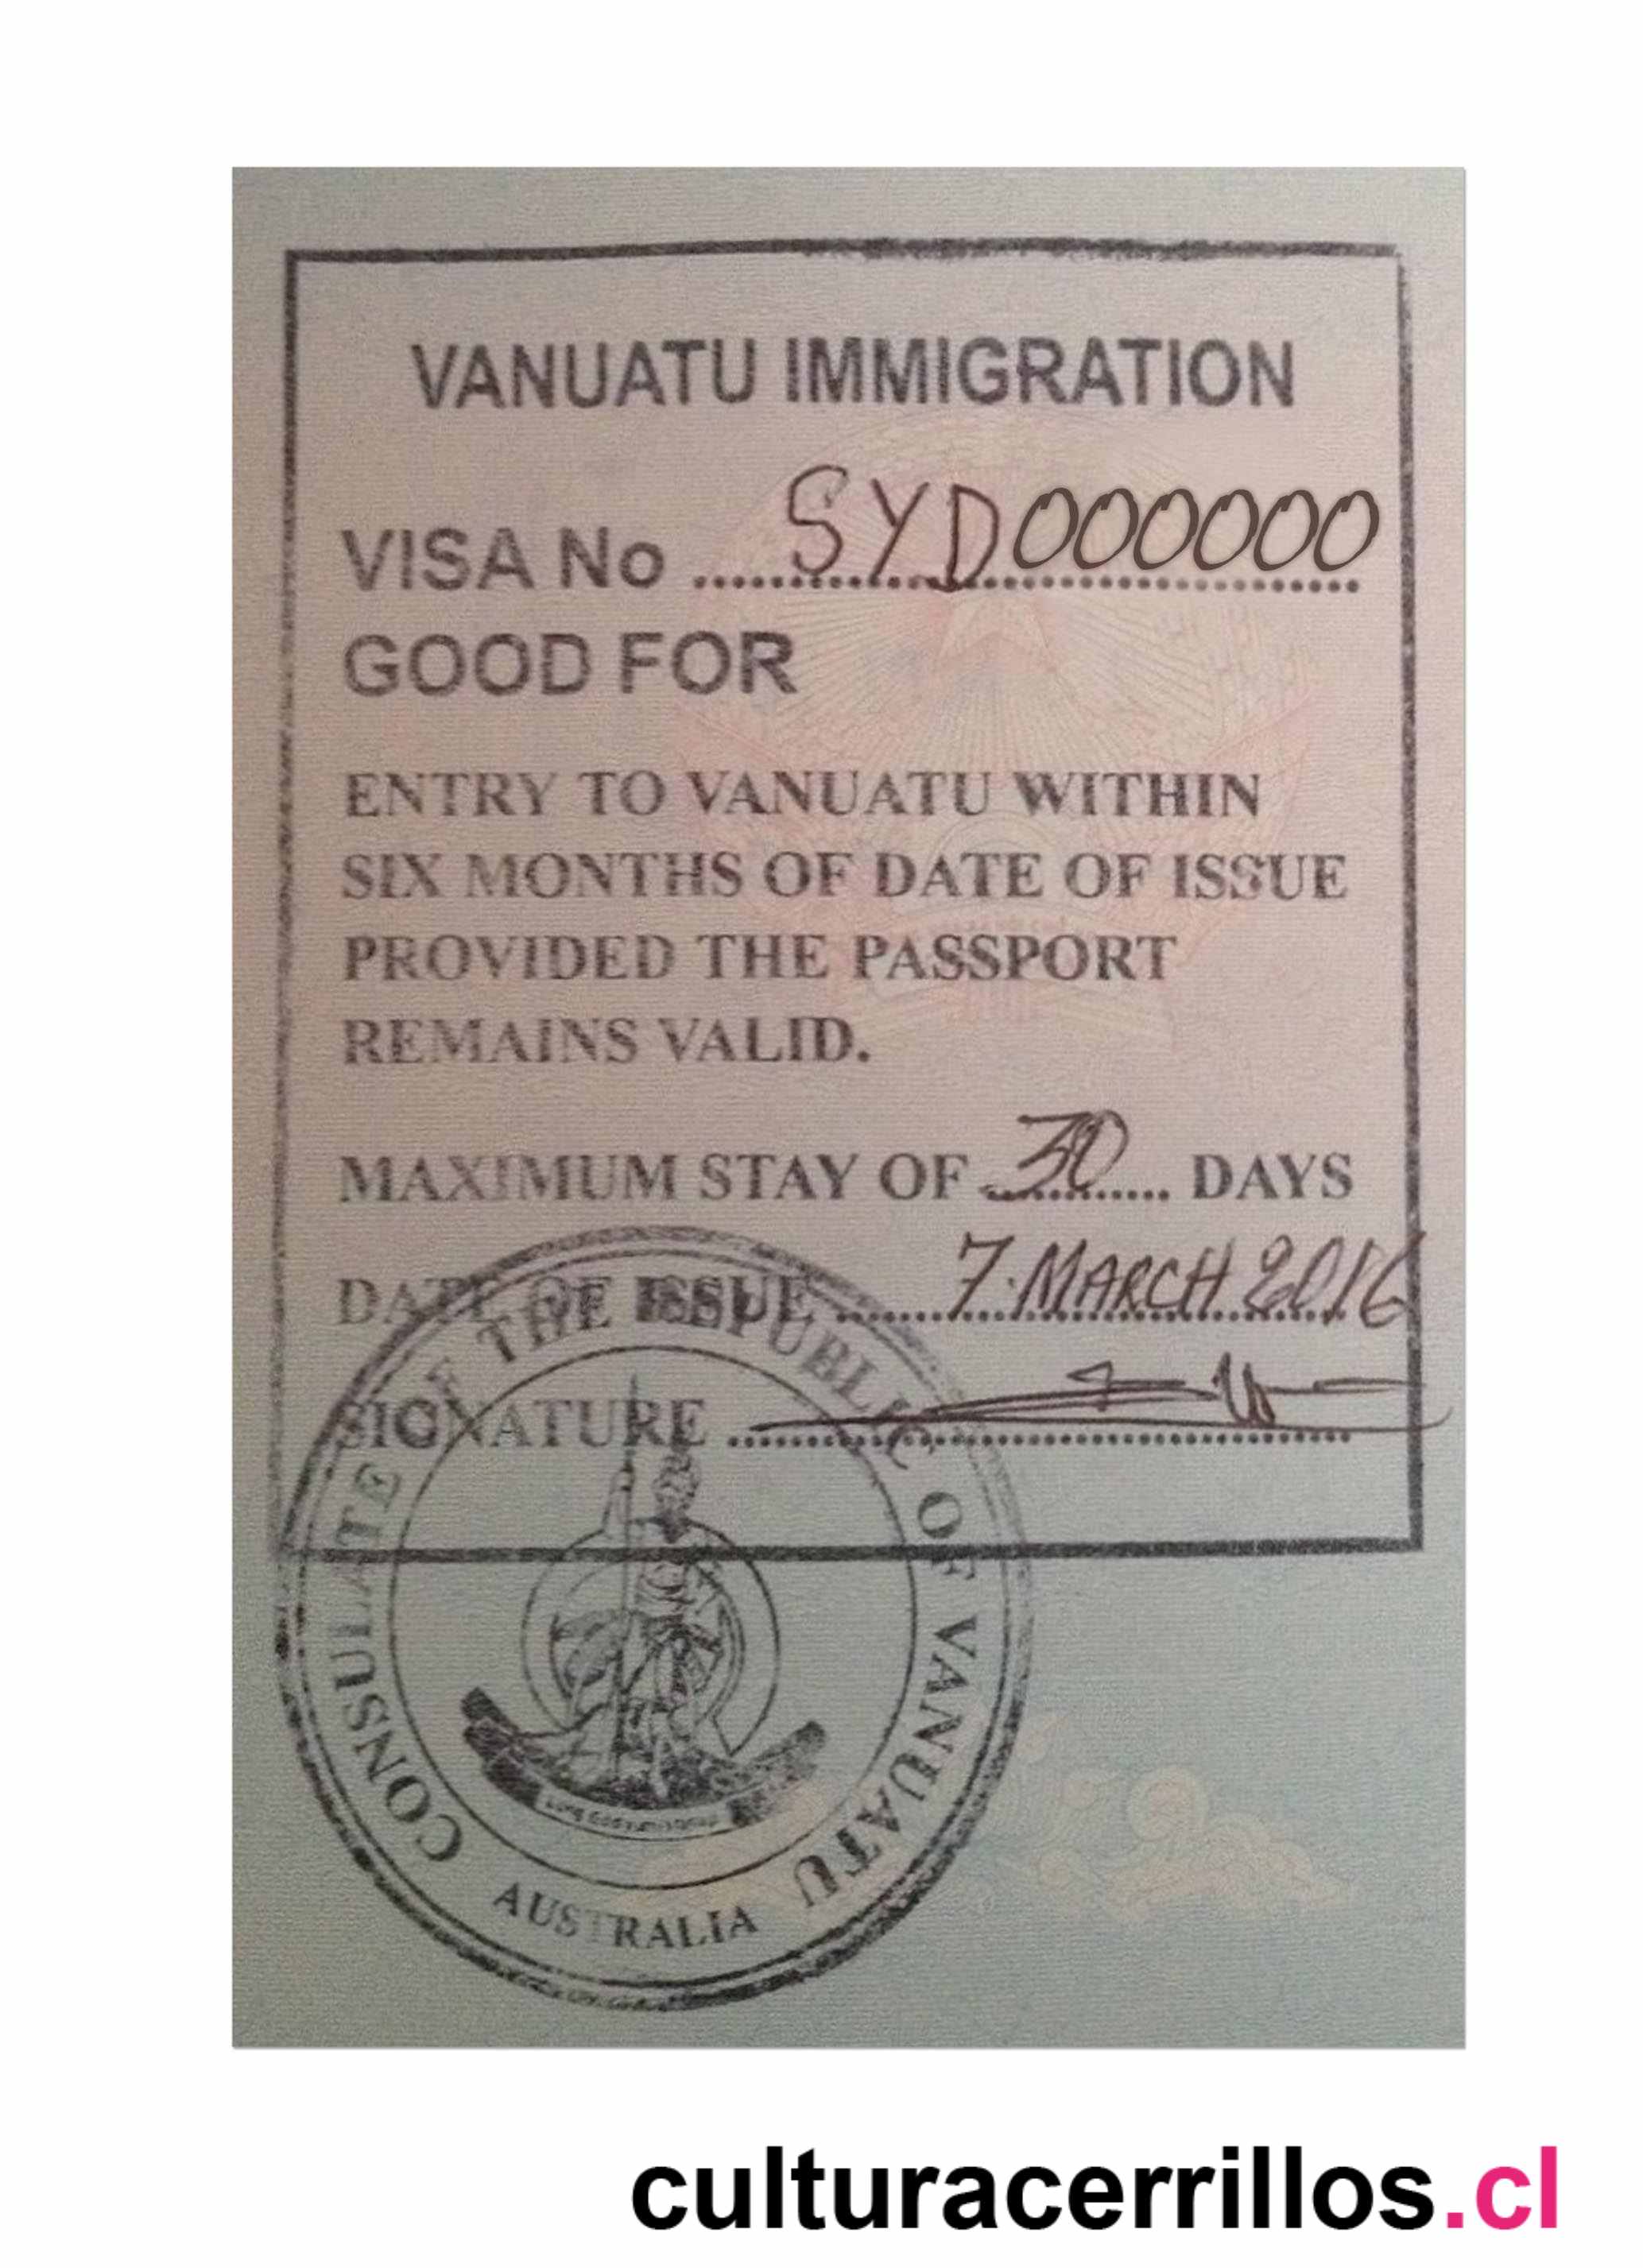 VANUATU IMMIGRATION
VISA No .......... SYD000000
GOOD FOR
ENTRY TO VANUATU WITHIN
SIX MONTHS OF DATE OF ISSUE
PROVIDED THE PASSPORT
REMAINS VALID.
MAXIMUM STAY OF 30 DAYS
DATE OF ISSUE .......... 7 MARCH 2016
SIGNATURE ..........
CONSULATE OF THE REPUBLIC OF VANUATU
AUSTRALIA
culturacerrillos.cl